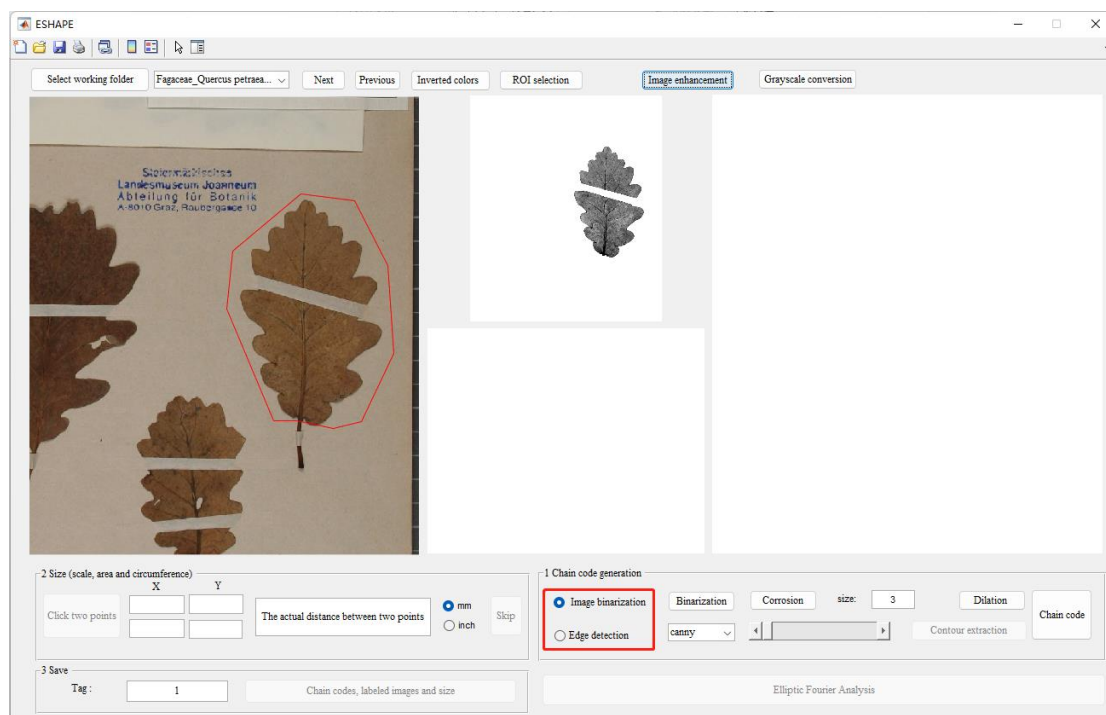 ESHAPE
Select working folder
Fagaceae_Quercus petraea...
Next
Previous
Inverted colors
ROI selection
Image enhancement
Grayscale conversion
Landesmuseum Joanneum
Abteilung für Botanik
A-8010 Graz, Raubergasse 10
2 Size (scale, area and circumference)
X Y
Click two points
The actual distance between two points
mm
inch
Skip
1 Chain code generation
Image binarization
Edge detection
Binarization
Corrosion
size:
3
Dilation
canny
Contour extraction
Chain code
3 Save
Tag :
1
Chain codes, labeled images and size
Elliptic Fourier Analysis